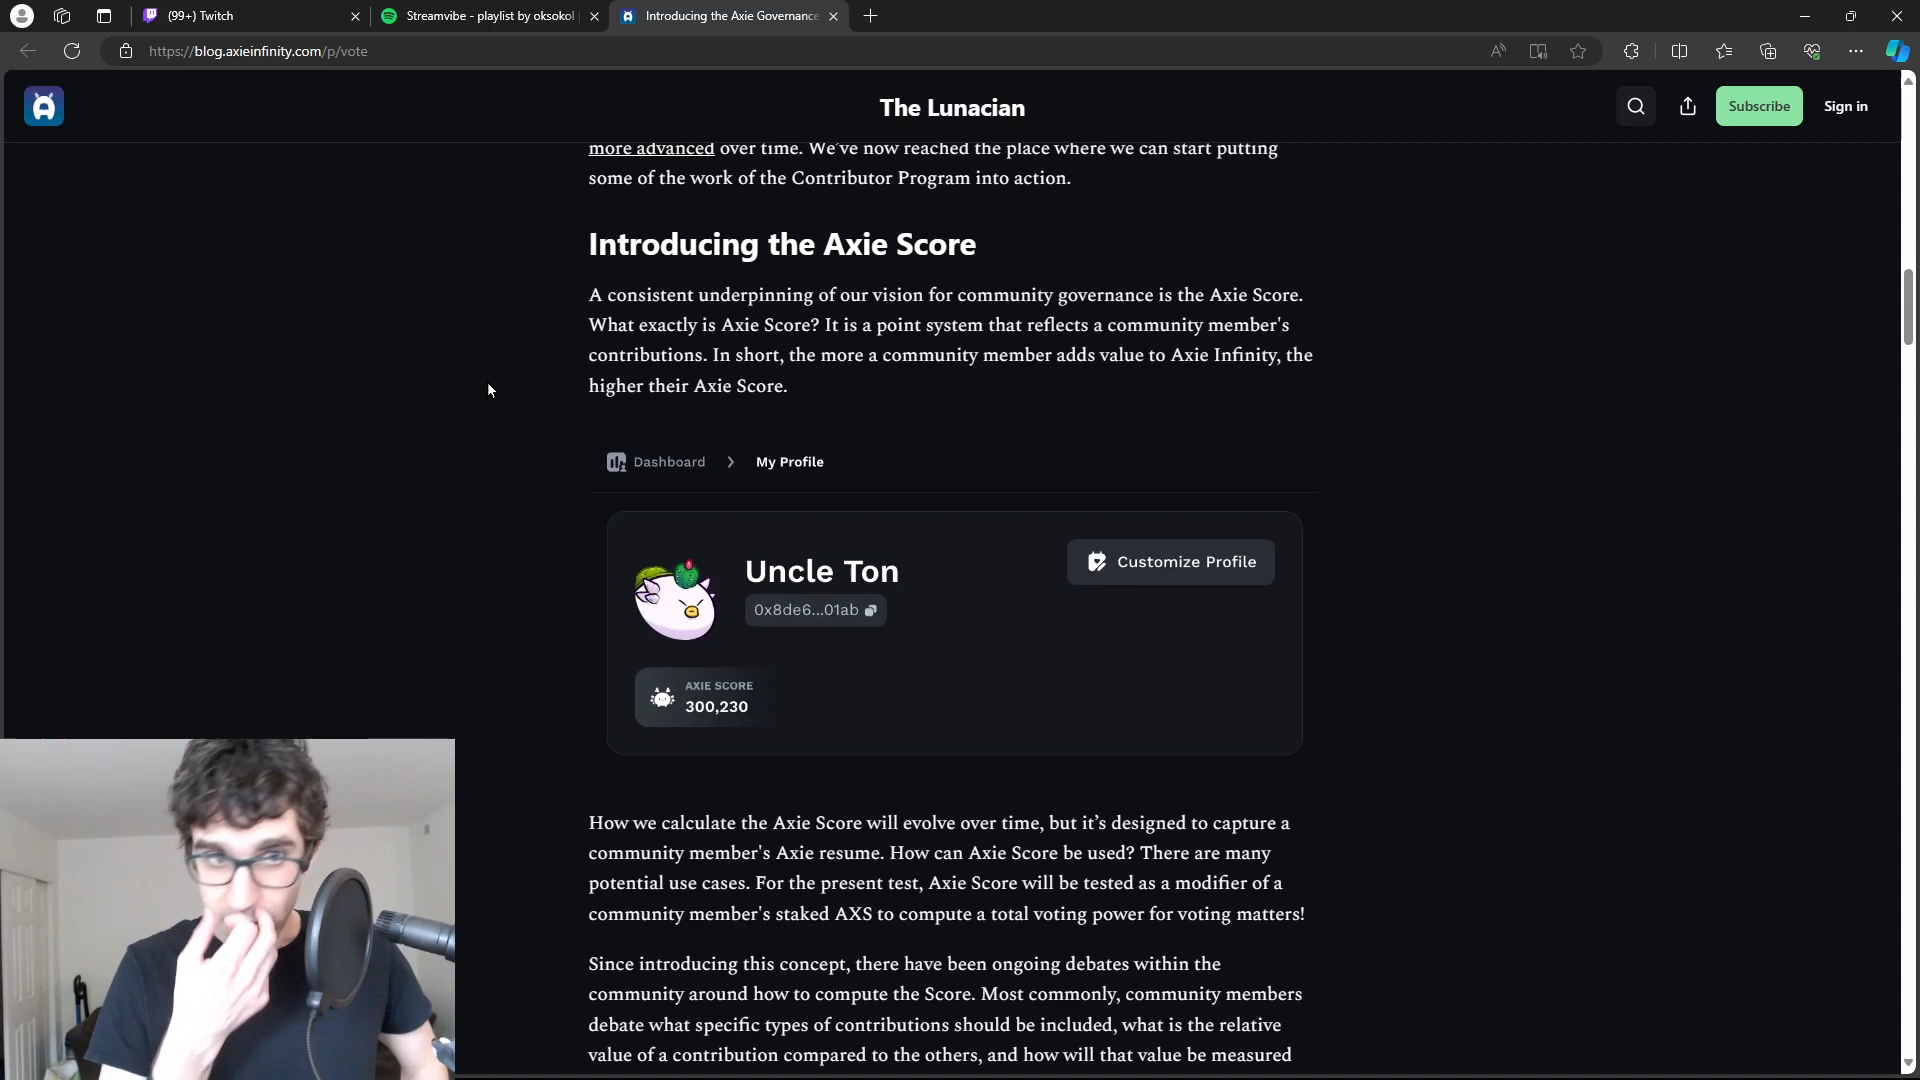 (99+) Twitch
Streamvibe - playlist by oksokol
Introducing the Axie Governance
https://blog.axieinfinity.com/p/vote
The Lunacian
Subscribe
Sign in
more advanced over time. We've now reached the place where we can start putting
some of the work of the Contributor Program into action.
Introducing the Axie Score
A consistent underpinning of our vision for community governance is the Axie Score.
What exactly is Axie Score? It is a point system that reflects a community member's
contributions. In short, the more a community member adds value to Axie Infinity, the
higher their Axie Score.
Dashboard > My Profile
Uncle Ton
Customize Profile
0x8de6...01ab
AXIE SCORE
300,230
How we calculate the Axie Score will evolve over time, but it's designed to capture a
community member's Axie resume. How can Axie Score be used? There are many
potential use cases. For the present test, Axie Score will be tested as a modifier of a
community member's staked AXS to compute a total voting power for voting matters!
Since introducing this concept, there have been ongoing debates within the
community around how to compute the Score. Most commonly, community members
debate what specific types of contributions should be included, what is the relative
value of a contribution compared to the others, and how will that value be measured